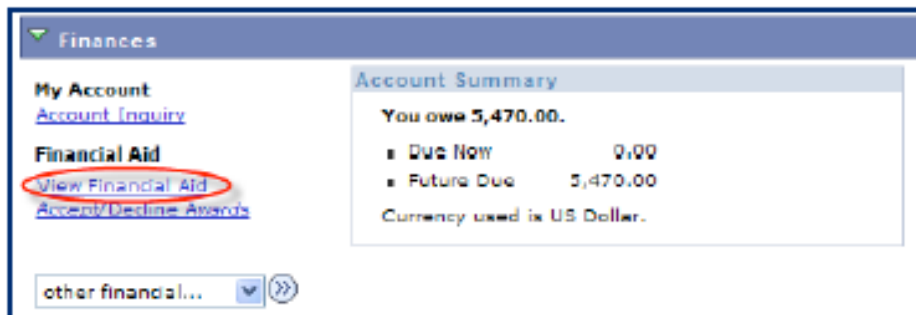 Finances
My Account
Account Inquiry
Financial Aid
View Financial Aid
Accept/Decline Awards
other financial...
Account Summary
You owe 5,470.00.
Due Now 0.00
Future Due 5,470.00
Currency used is US Dollar.